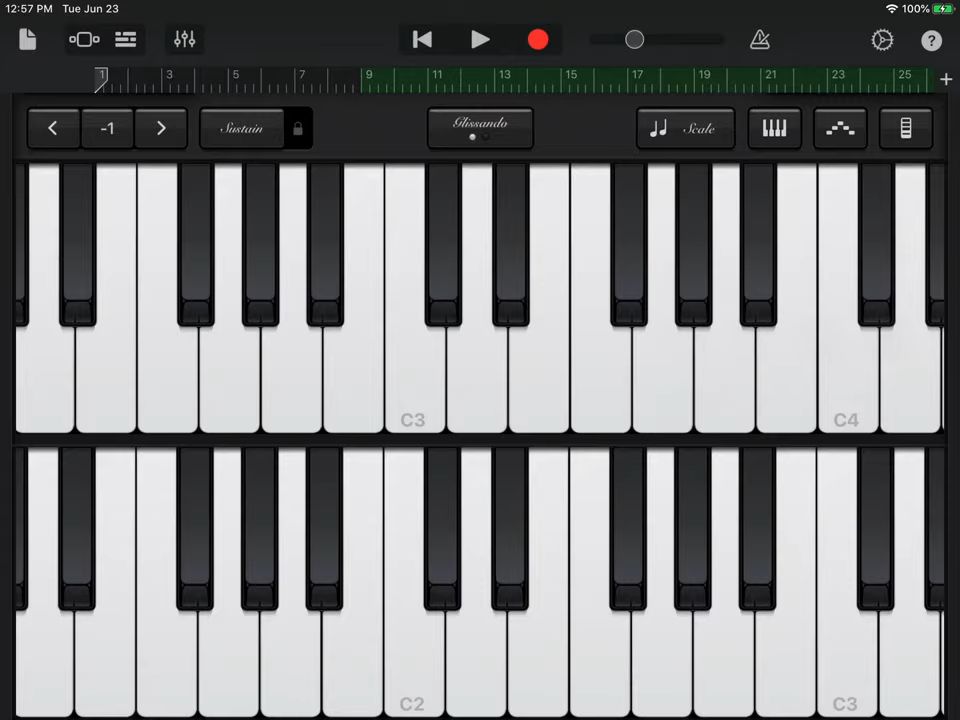 12:57 PM Tue Jun 23 100%
?
1 3 5 7 9 11 13 15 17 19 21 23 25 +
-1 Sustain Glissando Scale
C3 C4
C2 C3